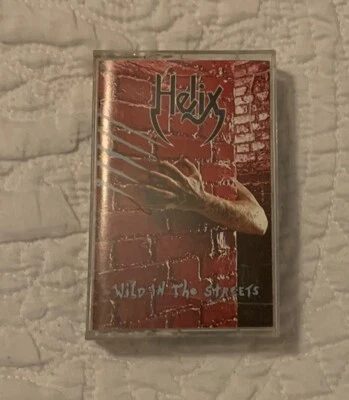 Helix
WiLD iN The STREETS